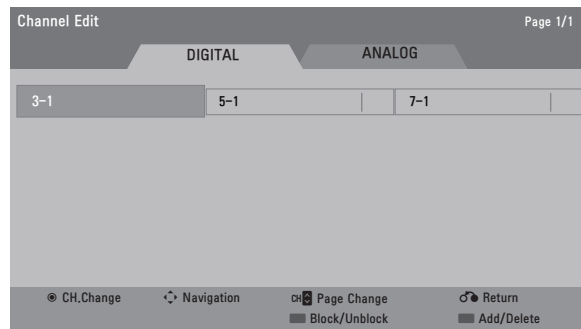 Channel Edit Page 1/1
DIGITAL ANALOG
3-1 5-1 7-1
CH.Change Navigation CH Page Change Return
Block/Unblock Add/Delete